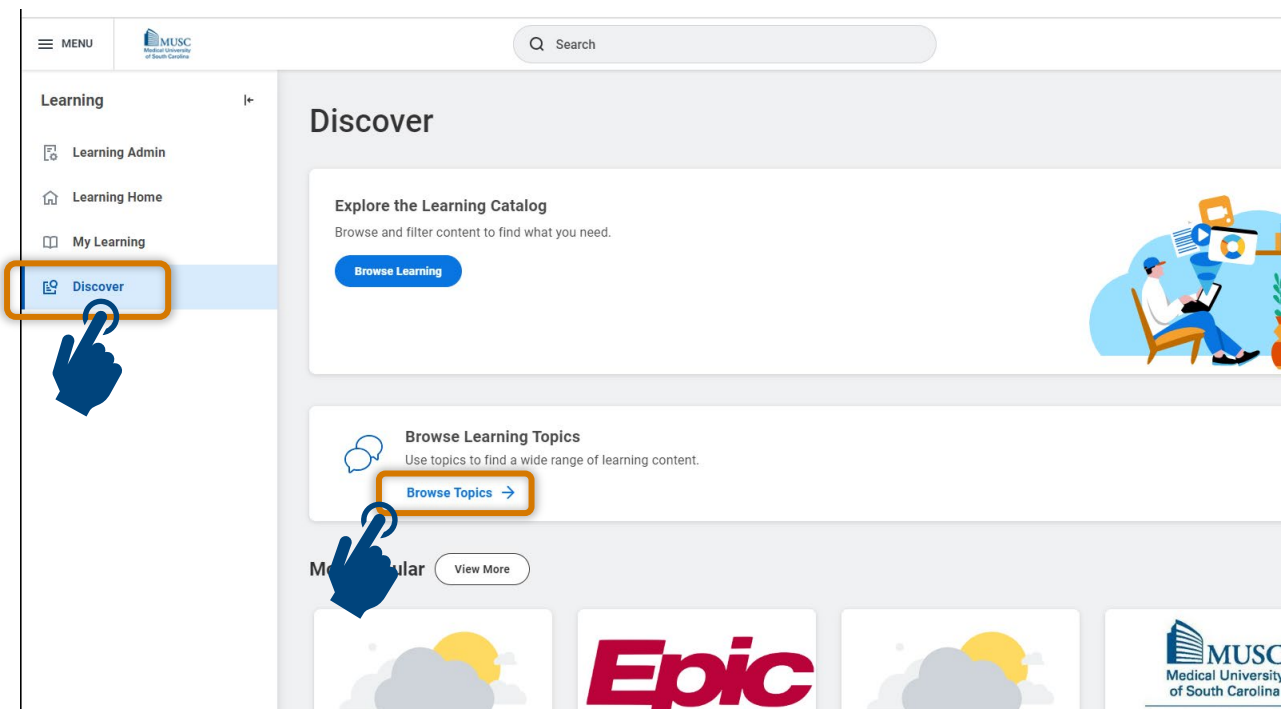 MENU
MUSC
Medical University
of South Carolina
Search
Learning
Learning Admin
Learning Home
My Learning
Discover
Discover
Explore the Learning Catalog
Browse and filter content to find what you need.
Browse Learning
Browse Learning Topics
Use topics to find a wide range of learning content.
Browse Topics
View More
Epic
MUSC
Medical University
of South Carolina